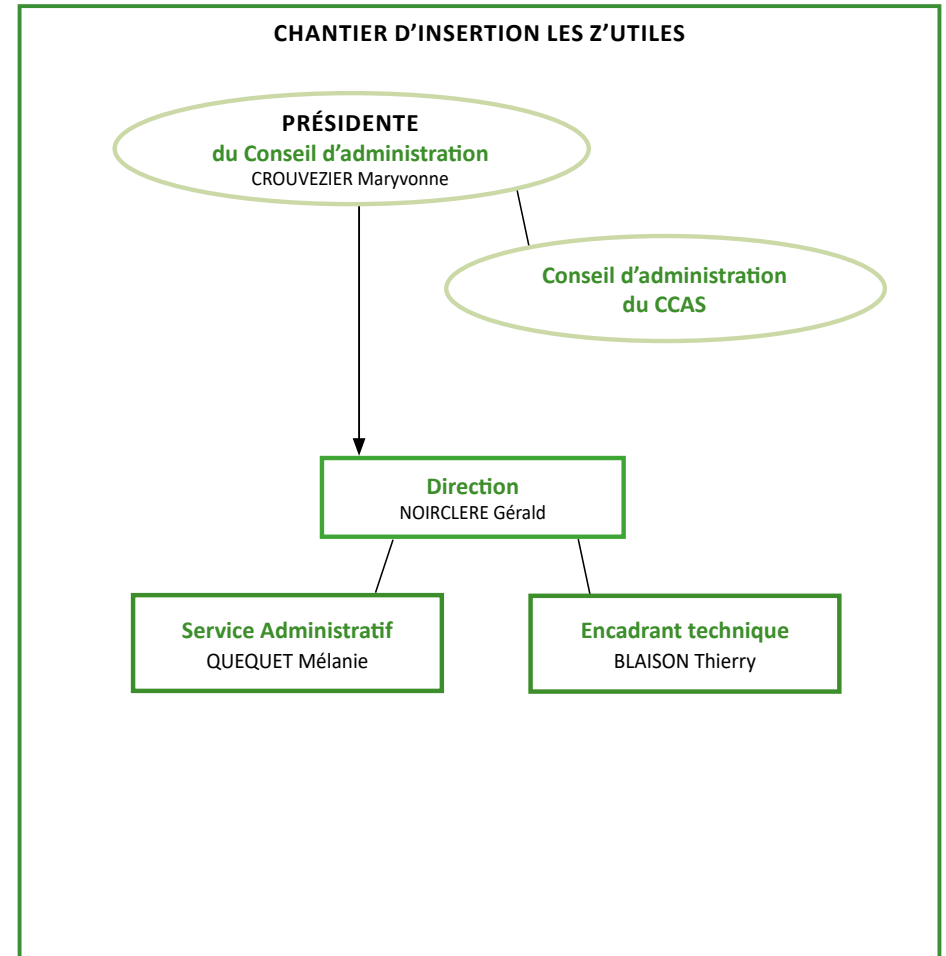 CHANTIER D’INSERTION LES Z’UTILES
PRÉSIDENTE
du Conseil d'administration
CROUVEZIER Maryvonne
Conseil d’administration
du CCAS
Direction
NOIRCLERE Gérald
Service Administratif
QUEQUET Mélanie
Encadrant technique
BLAISON Thierry